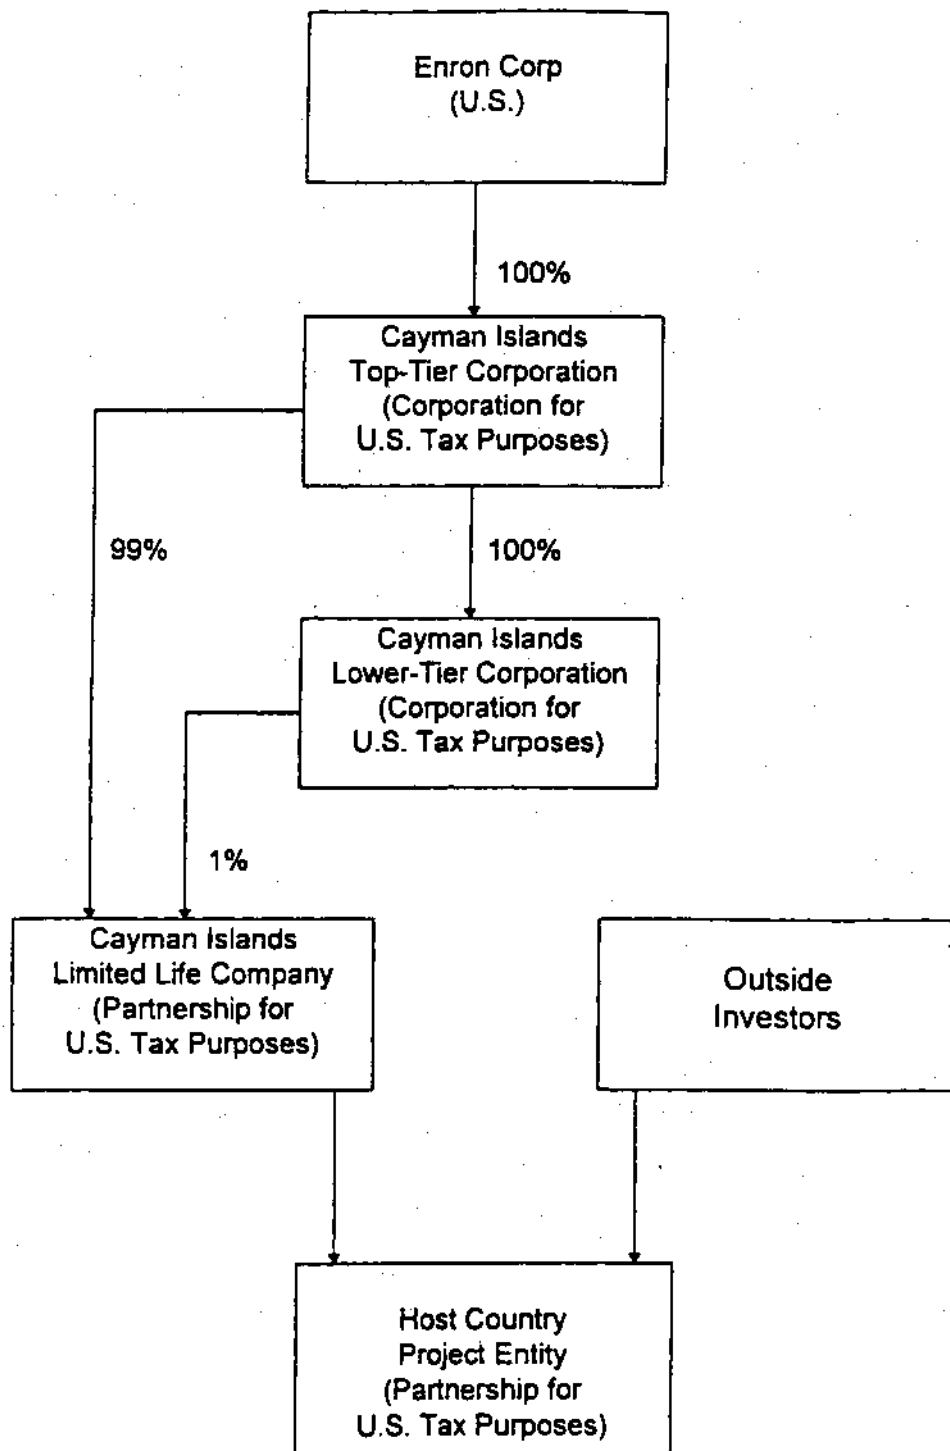 Enron Corp
(U.S.)
100%
Cayman Islands
Top-Tier Corporation
(Corporation for
U.S. Tax Purposes)
99%
100%
Cayman Islands
Lower-Tier Corporation
(Corporation for
U.S. Tax Purposes)
1%
Cayman Islands
Limited Life Company
(Partnership for
U.S. Tax Purposes)
Outside
Investors
Host Country
Project Entity
(Partnership for
U.S. Tax Purposes)